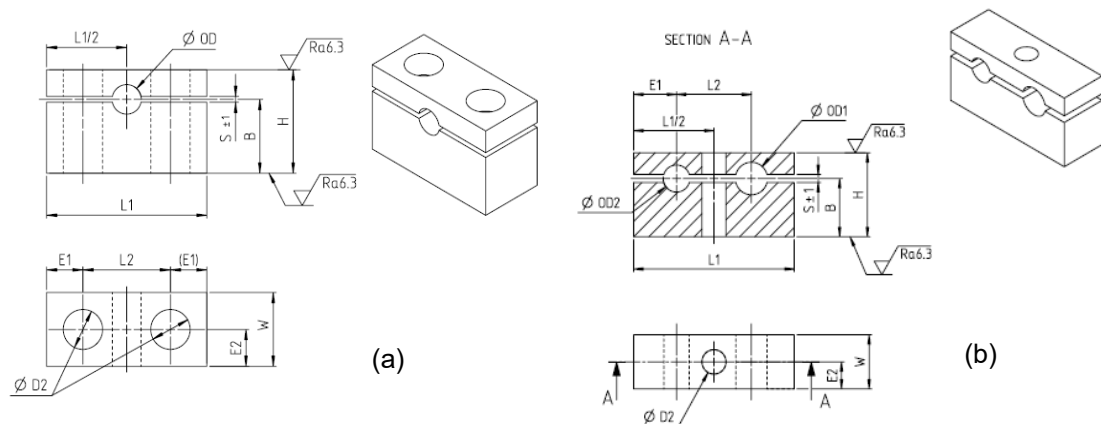 L1/2
Ø OD
Ra6.3
S ±1
B
H
Ra6.3
L1
E1
L2
(E1)
W
E2
Ø D2
(a)
SECTION A-A
E1
L2
L1/2
Ø OD1
Ra6.3
Ø OD2
S±1
B
H
Ra6.3
L1
W
E2
A
A
Ø D2
(b)